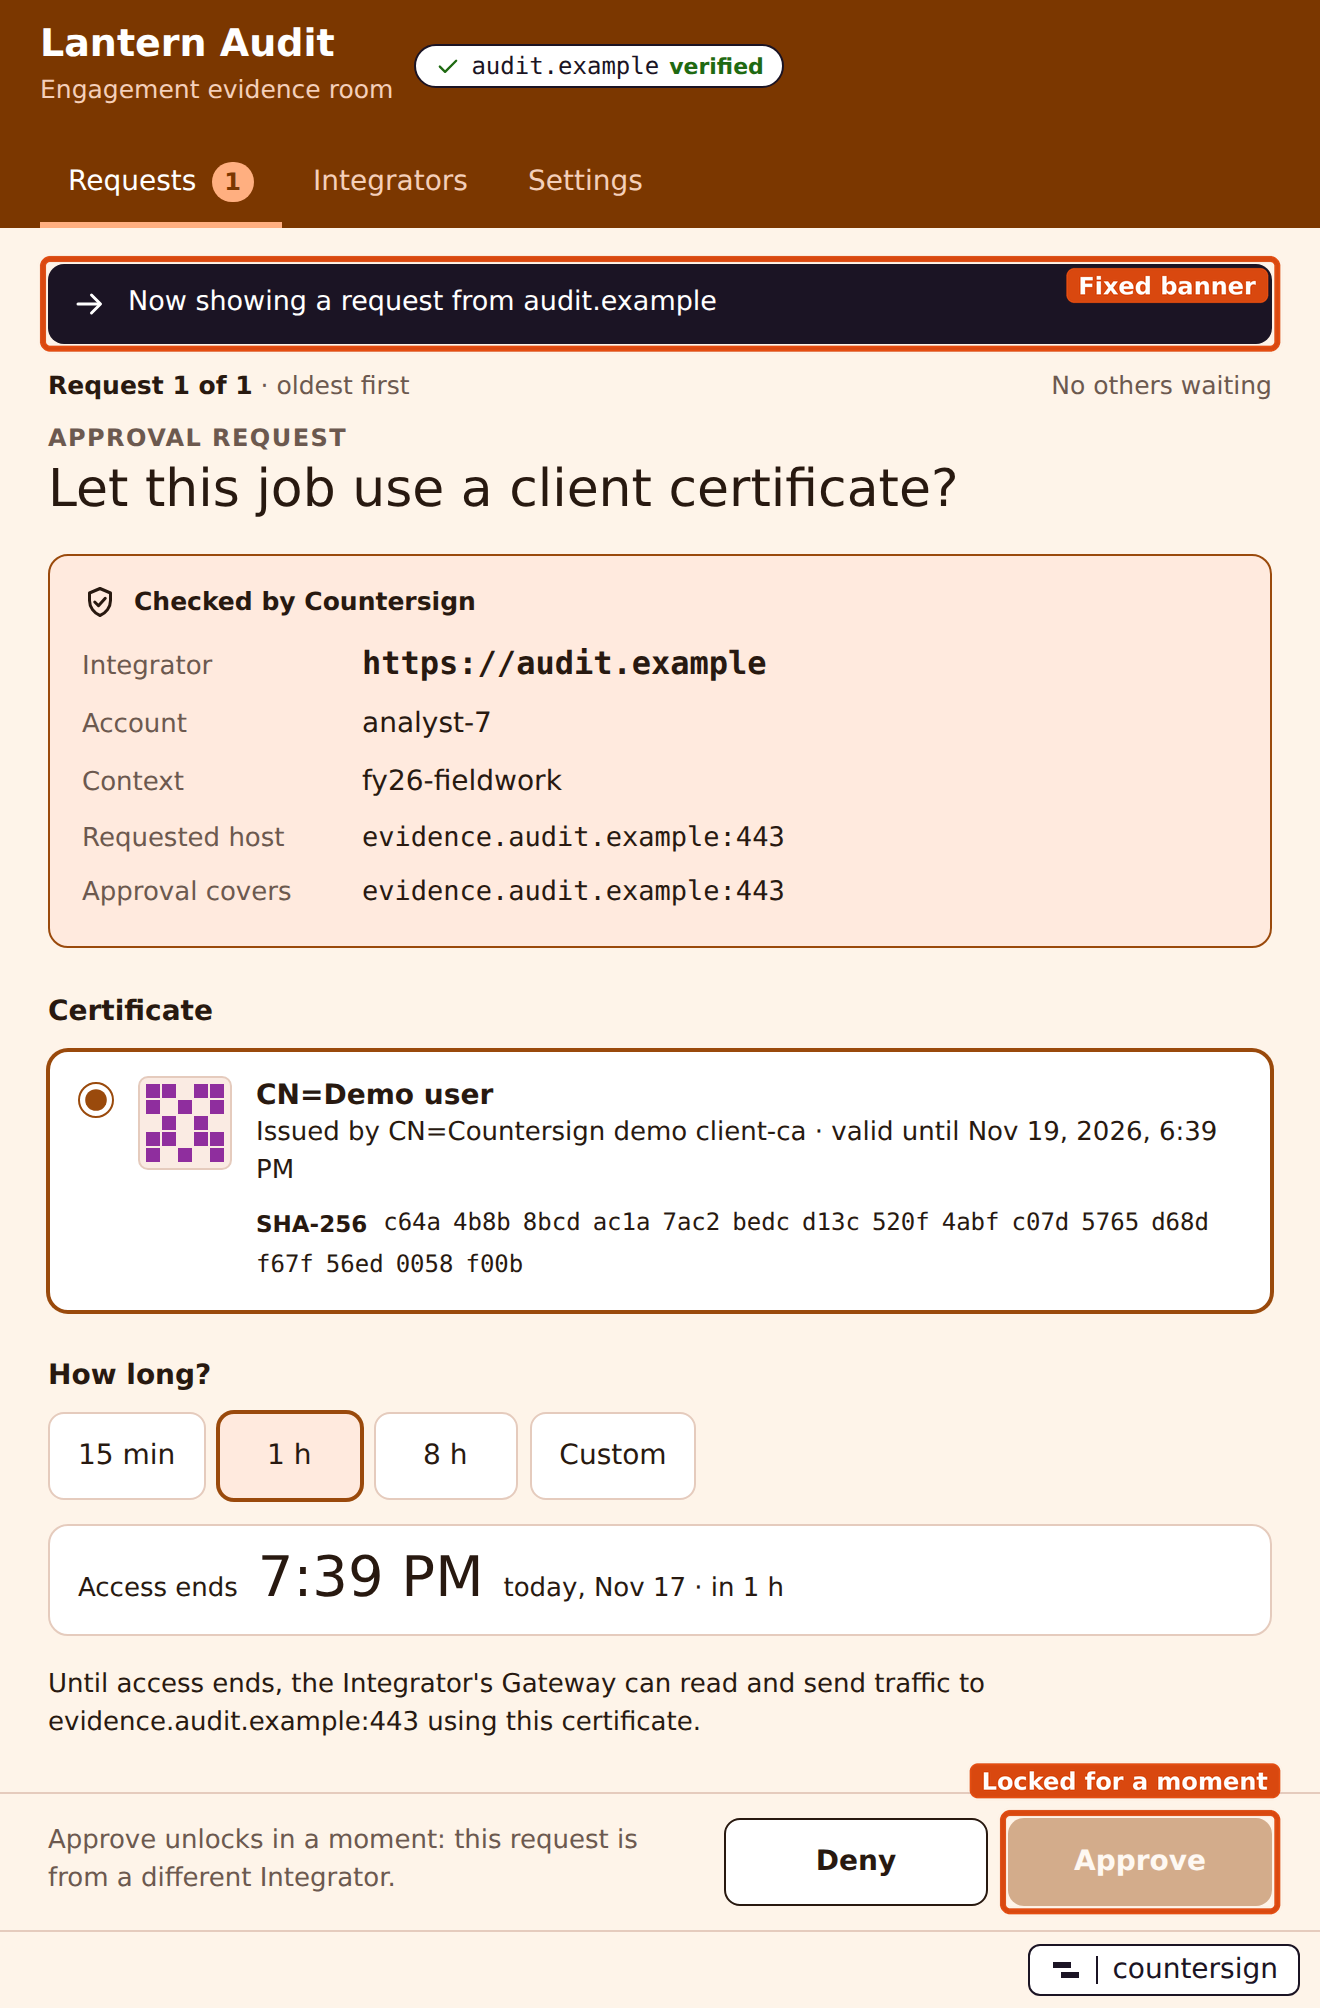 Lantern Audit
Engagement evidence room
audit.example verified
Requests 1
Integrators
Settings
Now showing a request from audit.example
Fixed banner
Request 1 of 1 · oldest first
No others waiting
APPROVAL REQUEST
Let this job use a client certificate?
Checked by Countersign
Integrator https://audit.example
Account analyst-7
Context fy26-fieldwork
Requested host evidence.audit.example:443
Approval covers evidence.audit.example:443
Certificate
CN=Demo user
Issued by CN=Countersign demo client-ca · valid until Nov 19, 2026, 6:39
PM
SHA-256 c64a 4b8b 8bcd ac1a 7ac2 bedc d13c 520f 4abf c07d 5765 d68d
f67f 56ed 0058 f00b
How long?
15 min
1 h
8 h
Custom
Access ends 7:39 PM today, Nov 17 · in 1 h
Until access ends, the Integrator's Gateway can read and send traffic to
evidence.audit.example:443 using this certificate.
Locked for a moment
Approve unlocks in a moment: this request is
from a different Integrator.
Deny
Approve
countersign